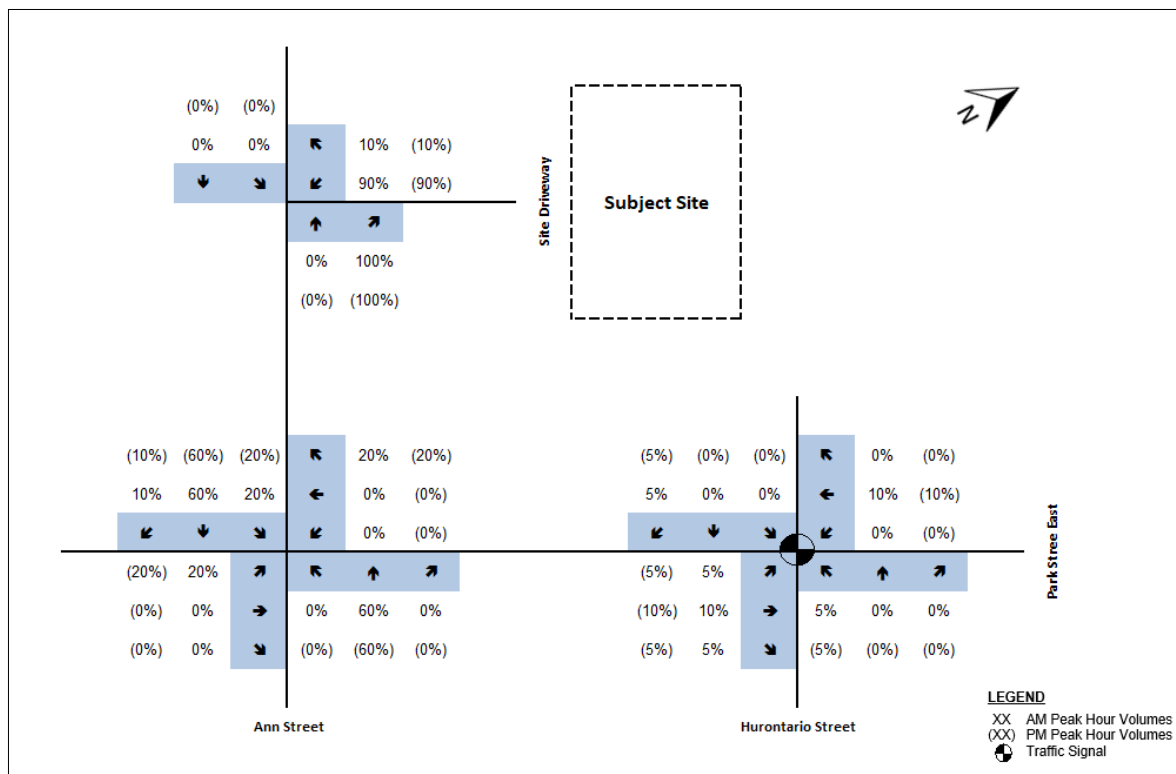 (0%) (0%)
0% 0% 10% (10%)
90% (90%)
0% 100%
(0%) (100%)
Site Driveway
Subject Site
N
(10%) (60%) (20%) 20% (20%) (5%) (0%) (0%) 0% (0%)
10% 60% 20% 0% (0%) 5% 0% 0% 10% (10%)
0% (0%) 0% (0%)
(20%) 20% (5%) 5%
(0%) 0% 0% 60% 0% (10%) 10% 5% 0% 0%
(0%) 0% (0%) (60%) (0%) (5%) 5% (5%) (0%) (0%)
Park Stree East
Ann Street
Hurontario Street
LEGEND
XX AM Peak Hour Volumes
(XX) PM Peak Hour Volumes
Traffic Signal